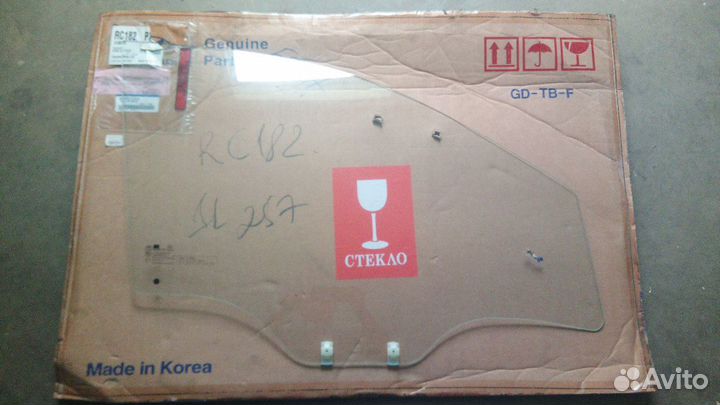 RC182 P
Genuine
Par
GD-TB-F
RC182.
SL 257
СТЕКЛО
Made in Korea
Avito